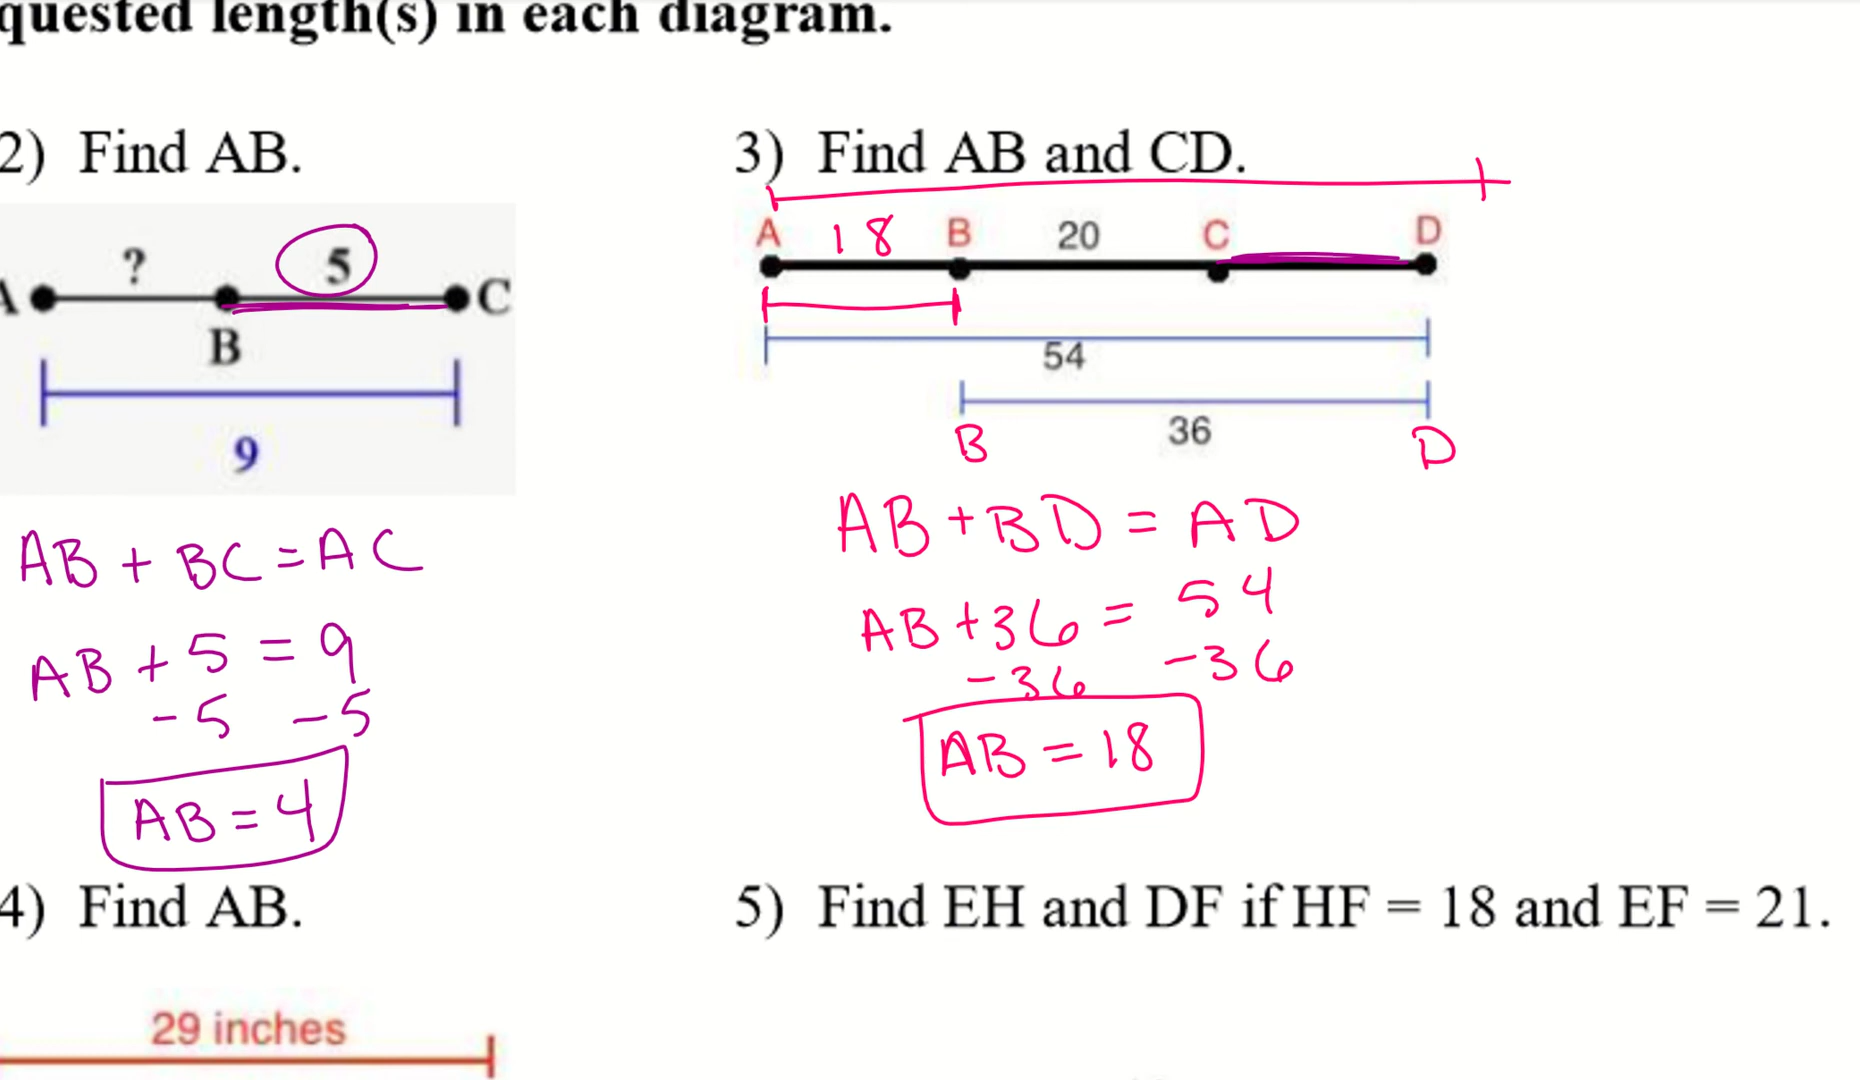 quested length(s) in each diagram.
2) Find AB.
? 5
A C
B
9
AB + BC = AC
AB + 5 = 9
-5 -5
AB = 4
3) Find AB and CD.
A 18 B 20 C D
54
36
B D
AB + BD = AD
AB + 36 = 54
-36 -36
AB = 18
4) Find AB.
29 inches
5) Find EH and DF if HF = 18 and EF = 21.